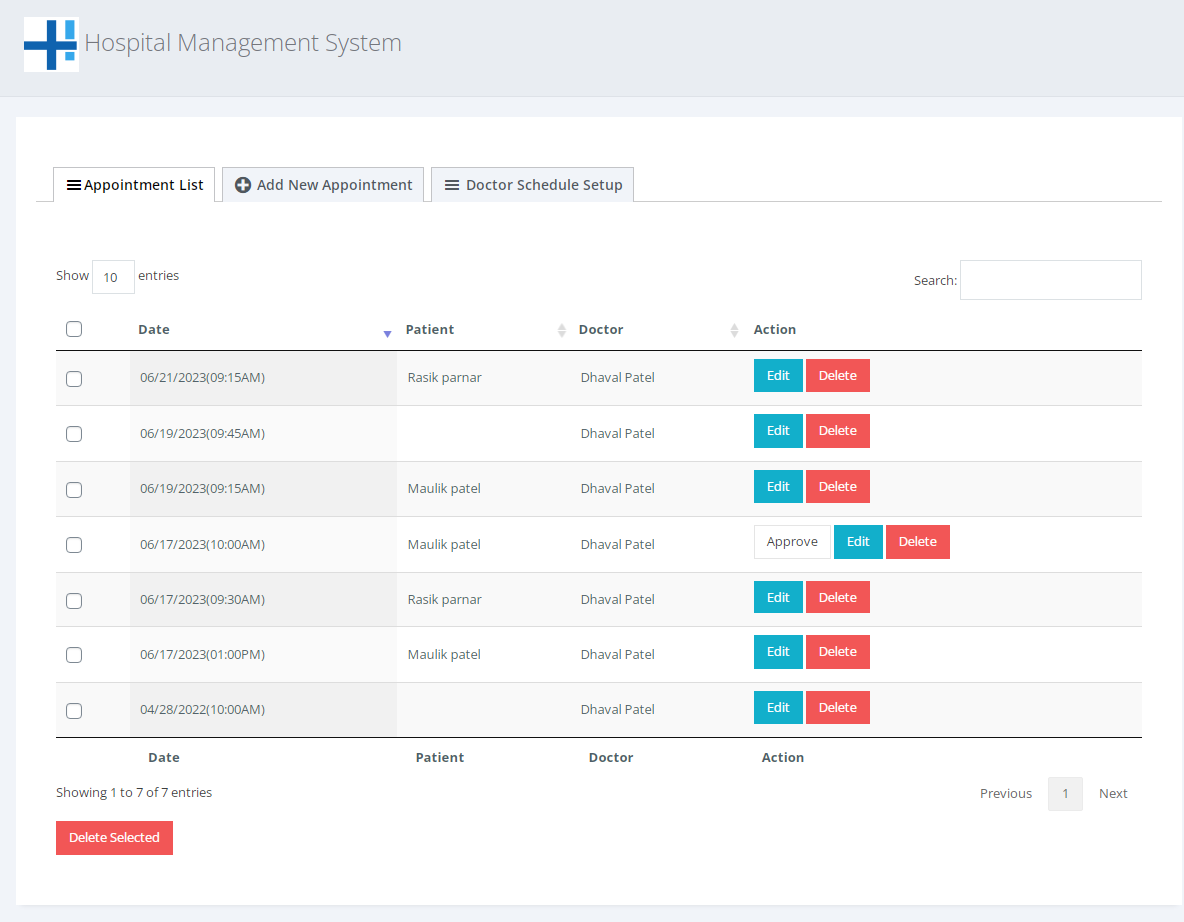 Hospital Management System
Appointment List Add New Appointment Doctor Schedule Setup
Show 10 entries Search:
Date Patient Doctor Action
06/21/2023(09:15AM) Rasik parnar Dhaval Patel Edit Delete
06/19/2023(09:45AM) Dhaval Patel Edit Delete
06/19/2023(09:15AM) Maulik patel Dhaval Patel Edit Delete
06/17/2023(10:00AM) Maulik patel Dhaval Patel Approve Edit Delete
06/17/2023(09:30AM) Rasik parnar Dhaval Patel Edit Delete
06/17/2023(01:00PM) Maulik patel Dhaval Patel Edit Delete
04/28/2022(10:00AM) Dhaval Patel Edit Delete
Date Patient Doctor Action
Showing 1 to 7 of 7 entries Previous 1 Next
Delete Selected